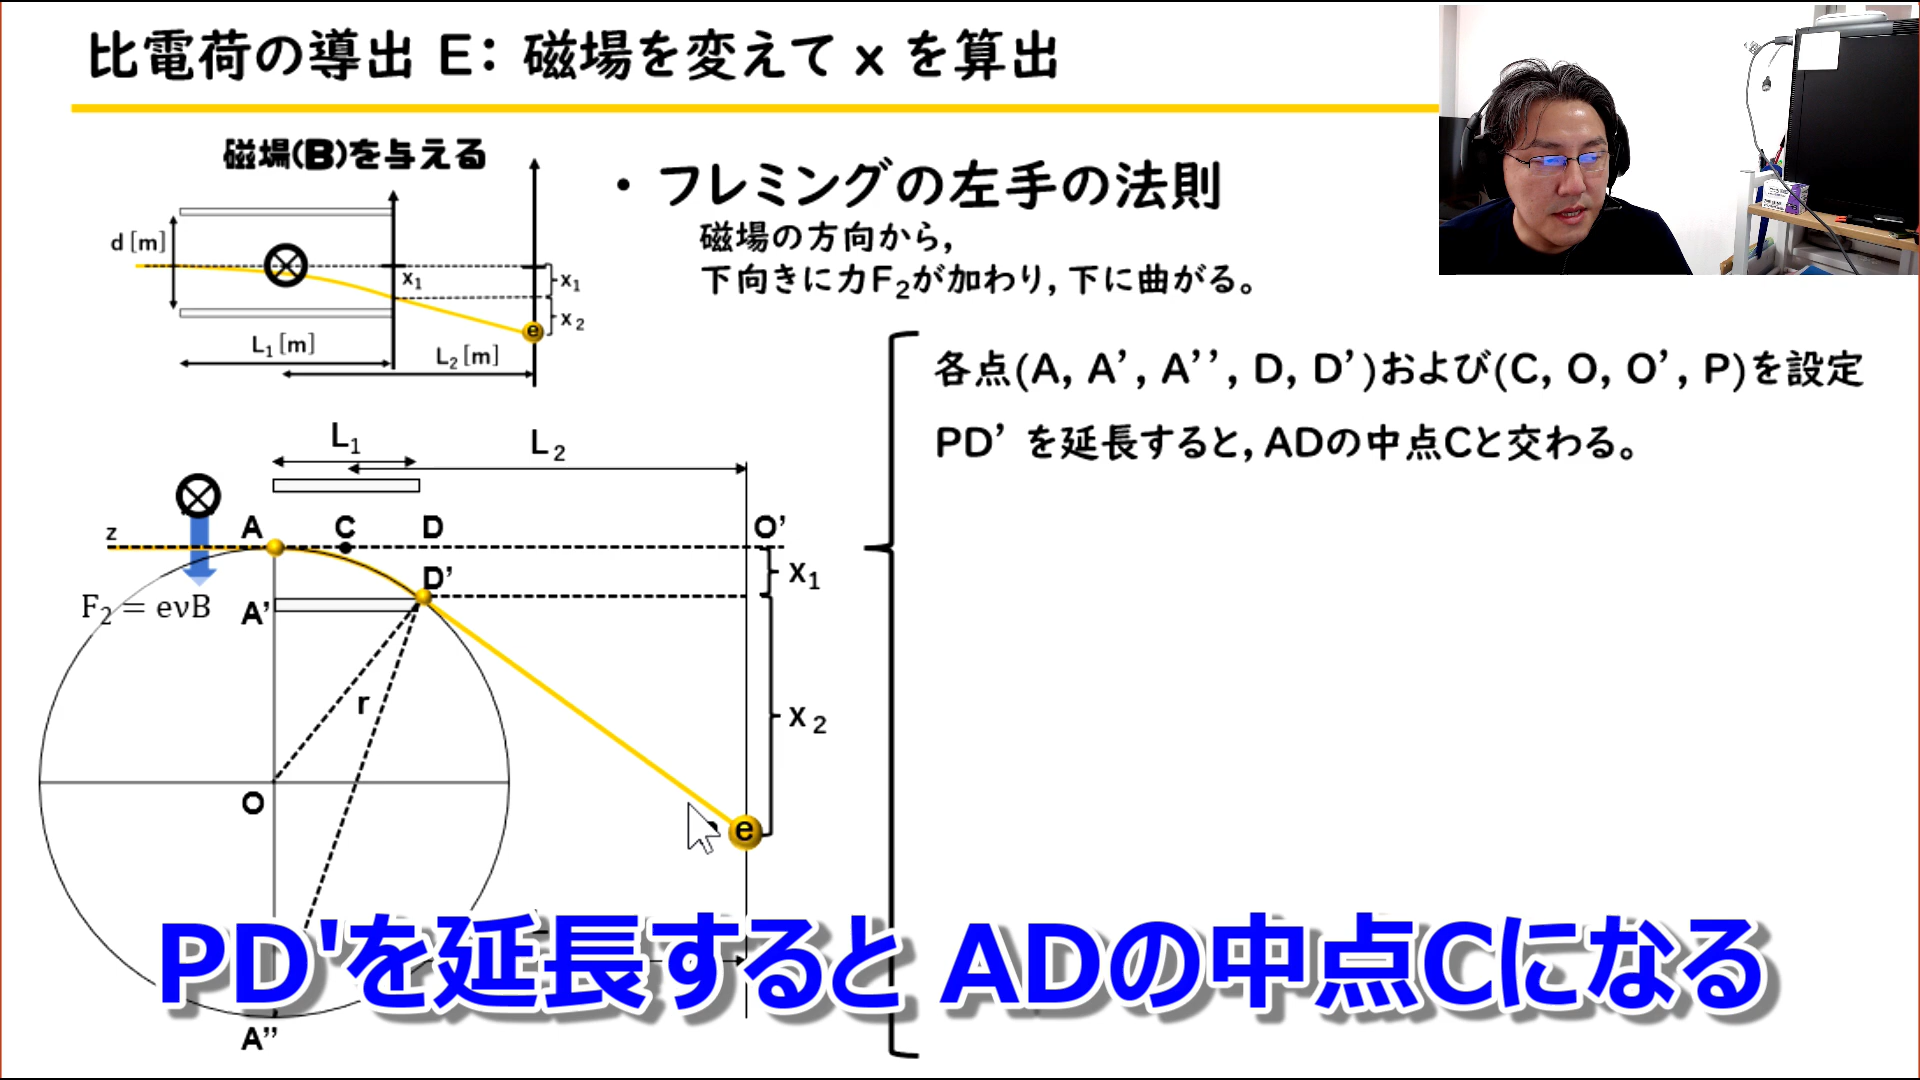 比電荷の導出 E: 磁場を変えて x を算出
磁場(B)を与える
d [m]
x1
x1
x2
e
L1 [m]
L2 [m]
・フレミングの左手の法則
磁場の方向から,
下向きに力F2が加わり, 下に曲がる。
各点(A, A’, A’’, D, D’)および(C, O, O’, P)を設定
PD’ を延長すると, ADの中点Cと交わる。
L1
L2
z
A
C
D
O’
D’
x1
F2 = evB
A’
r
x2
O
e
PD'を延長すると ADの中点Cになる
A”